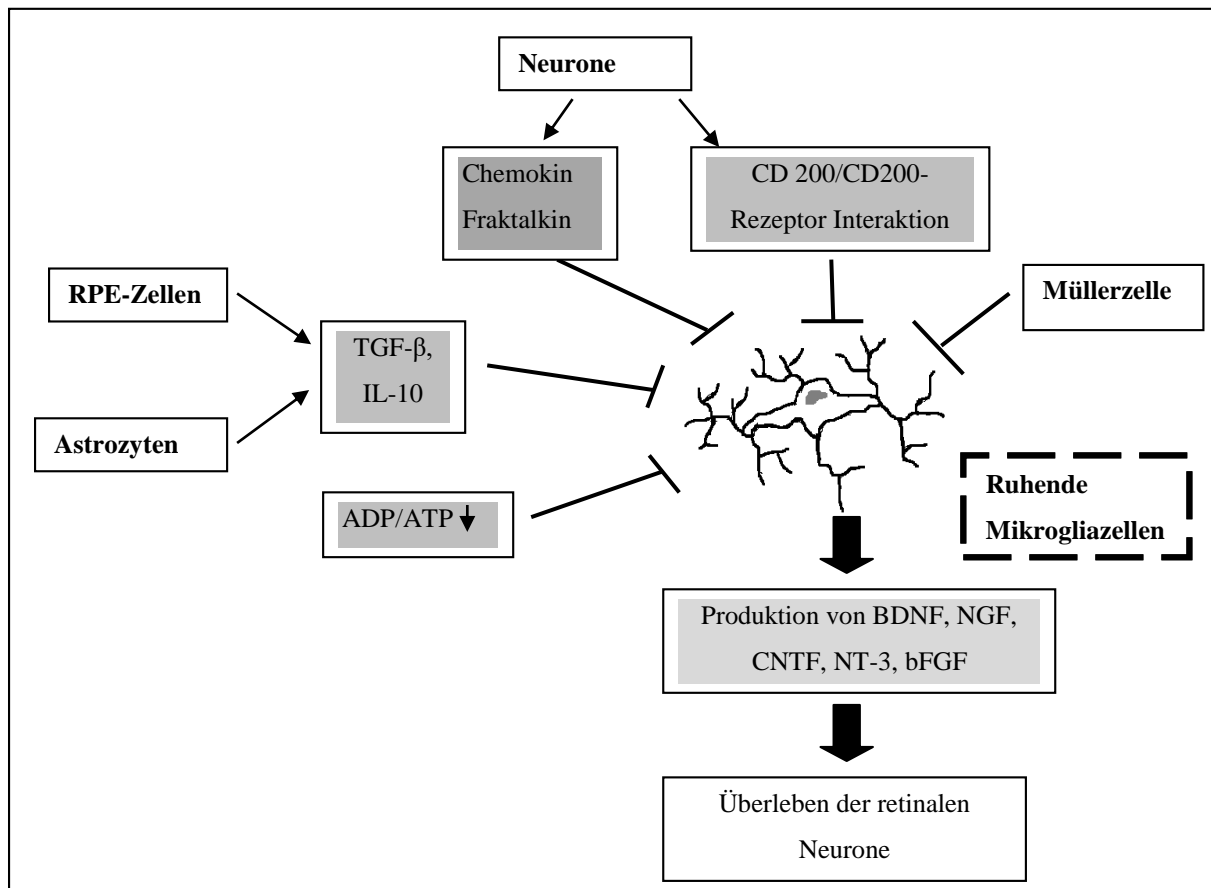 Neurone
Chemokin
Fraktalkin
CD 200/CD200-
Rezeptor Interaktion
RPE-Zellen
Müllerzelle
TGF-β,
IL-10
Astrozyten
Ruhende
Mikrogliazellen
ADP/ATP
Produktion von BDNF, NGF,
CNTF, NT-3, bFGF
Überleben der retinalen
Neurone